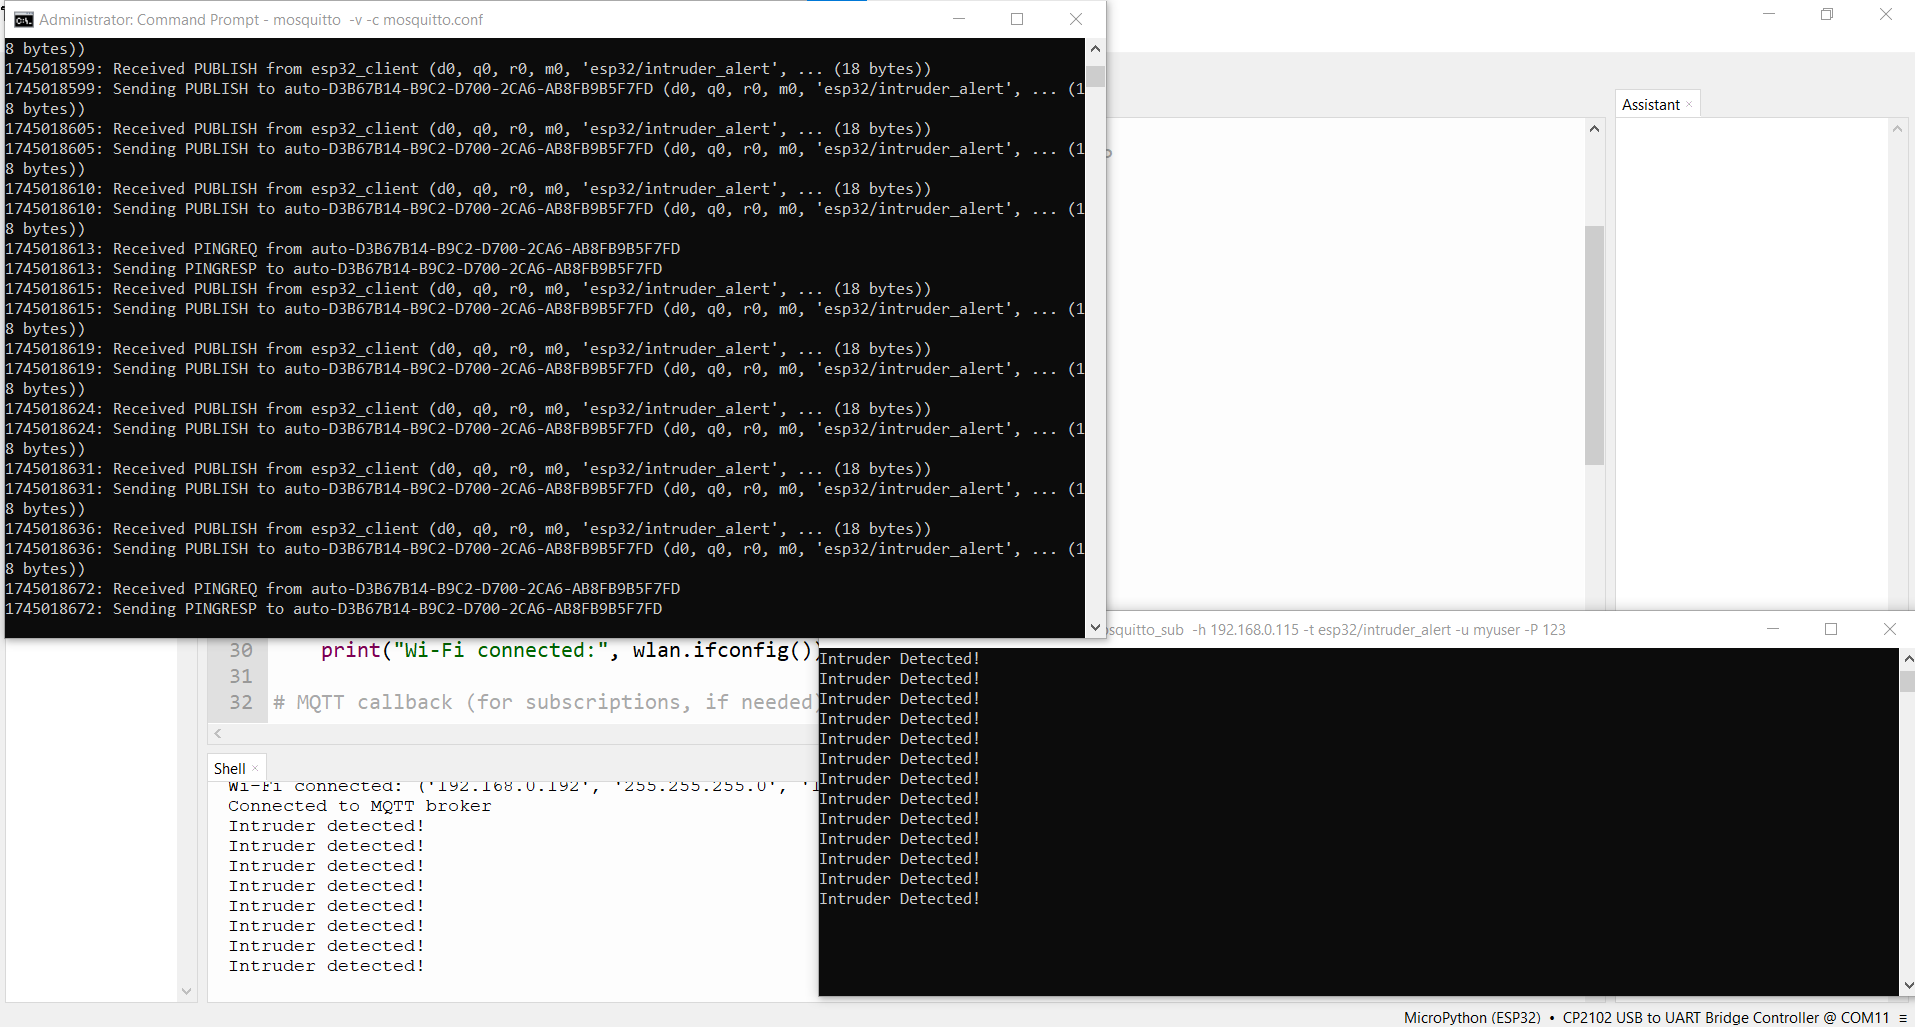 Administrator: Command Prompt - mosquitto  -v -c mosquitto.conf
8 bytes))
1745018599: Received PUBLISH from esp32_client (d0, q0, r0, m0, 'esp32/intruder_alert', ... (18 bytes))
1745018599: Sending PUBLISH to auto-D3B67B14-B9C2-D700-2CA6-AB8FB9B5F7FD (d0, q0, r0, m0, 'esp32/intruder_alert', ... (1
8 bytes))
1745018605: Received PUBLISH from esp32_client (d0, q0, r0, m0, 'esp32/intruder_alert', ... (18 bytes))
1745018605: Sending PUBLISH to auto-D3B67B14-B9C2-D700-2CA6-AB8FB9B5F7FD (d0, q0, r0, m0, 'esp32/intruder_alert', ... (1
8 bytes))
1745018610: Received PUBLISH from esp32_client (d0, q0, r0, m0, 'esp32/intruder_alert', ... (18 bytes))
1745018610: Sending PUBLISH to auto-D3B67B14-B9C2-D700-2CA6-AB8FB9B5F7FD (d0, q0, r0, m0, 'esp32/intruder_alert', ... (1
8 bytes))
1745018613: Received PINGREQ from auto-D3B67B14-B9C2-D700-2CA6-AB8FB9B5F7FD
1745018613: Sending PINGRESP to auto-D3B67B14-B9C2-D700-2CA6-AB8FB9B5F7FD
1745018615: Received PUBLISH from esp32_client (d0, q0, r0, m0, 'esp32/intruder_alert', ... (18 bytes))
1745018615: Sending PUBLISH to auto-D3B67B14-B9C2-D700-2CA6-AB8FB9B5F7FD (d0, q0, r0, m0, 'esp32/intruder_alert', ... (1
8 bytes))
1745018619: Received PUBLISH from esp32_client (d0, q0, r0, m0, 'esp32/intruder_alert', ... (18 bytes))
1745018619: Sending PUBLISH to auto-D3B67B14-B9C2-D700-2CA6-AB8FB9B5F7FD (d0, q0, r0, m0, 'esp32/intruder_alert', ... (1
8 bytes))
1745018624: Received PUBLISH from esp32_client (d0, q0, r0, m0, 'esp32/intruder_alert', ... (18 bytes))
1745018624: Sending PUBLISH to auto-D3B67B14-B9C2-D700-2CA6-AB8FB9B5F7FD (d0, q0, r0, m0, 'esp32/intruder_alert', ... (1
8 bytes))
1745018631: Received PUBLISH from esp32_client (d0, q0, r0, m0, 'esp32/intruder_alert', ... (18 bytes))
1745018631: Sending PUBLISH to auto-D3B67B14-B9C2-D700-2CA6-AB8FB9B5F7FD (d0, q0, r0, m0, 'esp32/intruder_alert', ... (1
8 bytes))
1745018636: Received PUBLISH from esp32_client (d0, q0, r0, m0, 'esp32/intruder_alert', ... (18 bytes))
1745018636: Sending PUBLISH to auto-D3B67B14-B9C2-D700-2CA6-AB8FB9B5F7FD (d0, q0, r0, m0, 'esp32/intruder_alert', ... (1
8 bytes))
1745018672: Received PINGREQ from auto-D3B67B14-B9C2-D700-2CA6-AB8FB9B5F7FD
1745018672: Sending PINGRESP to auto-D3B67B14-B9C2-D700-2CA6-AB8FB9B5F7FD
Assistant
30 print("Wi-Fi connected:", wlan.ifconfig())
31
32 # MQTT callback (for subscriptions, if needed)
Shell
Wi-Fi connected: ('192.168.0.192', '255.255.255.0', '1
Connected to MQTT broker
Intruder detected!
Intruder detected!
Intruder detected!
Intruder detected!
Intruder detected!
Intruder detected!
Intruder detected!
Intruder detected!
squitto_sub  -h 192.168.0.115 -t esp32/intruder_alert -u myuser -P 123
Intruder Detected!
Intruder Detected!
Intruder Detected!
Intruder Detected!
Intruder Detected!
Intruder Detected!
Intruder Detected!
Intruder Detected!
Intruder Detected!
Intruder Detected!
Intruder Detected!
Intruder Detected!
Intruder Detected!
MicroPython (ESP32) • CP2102 USB to UART Bridge Controller @ COM11 ≡